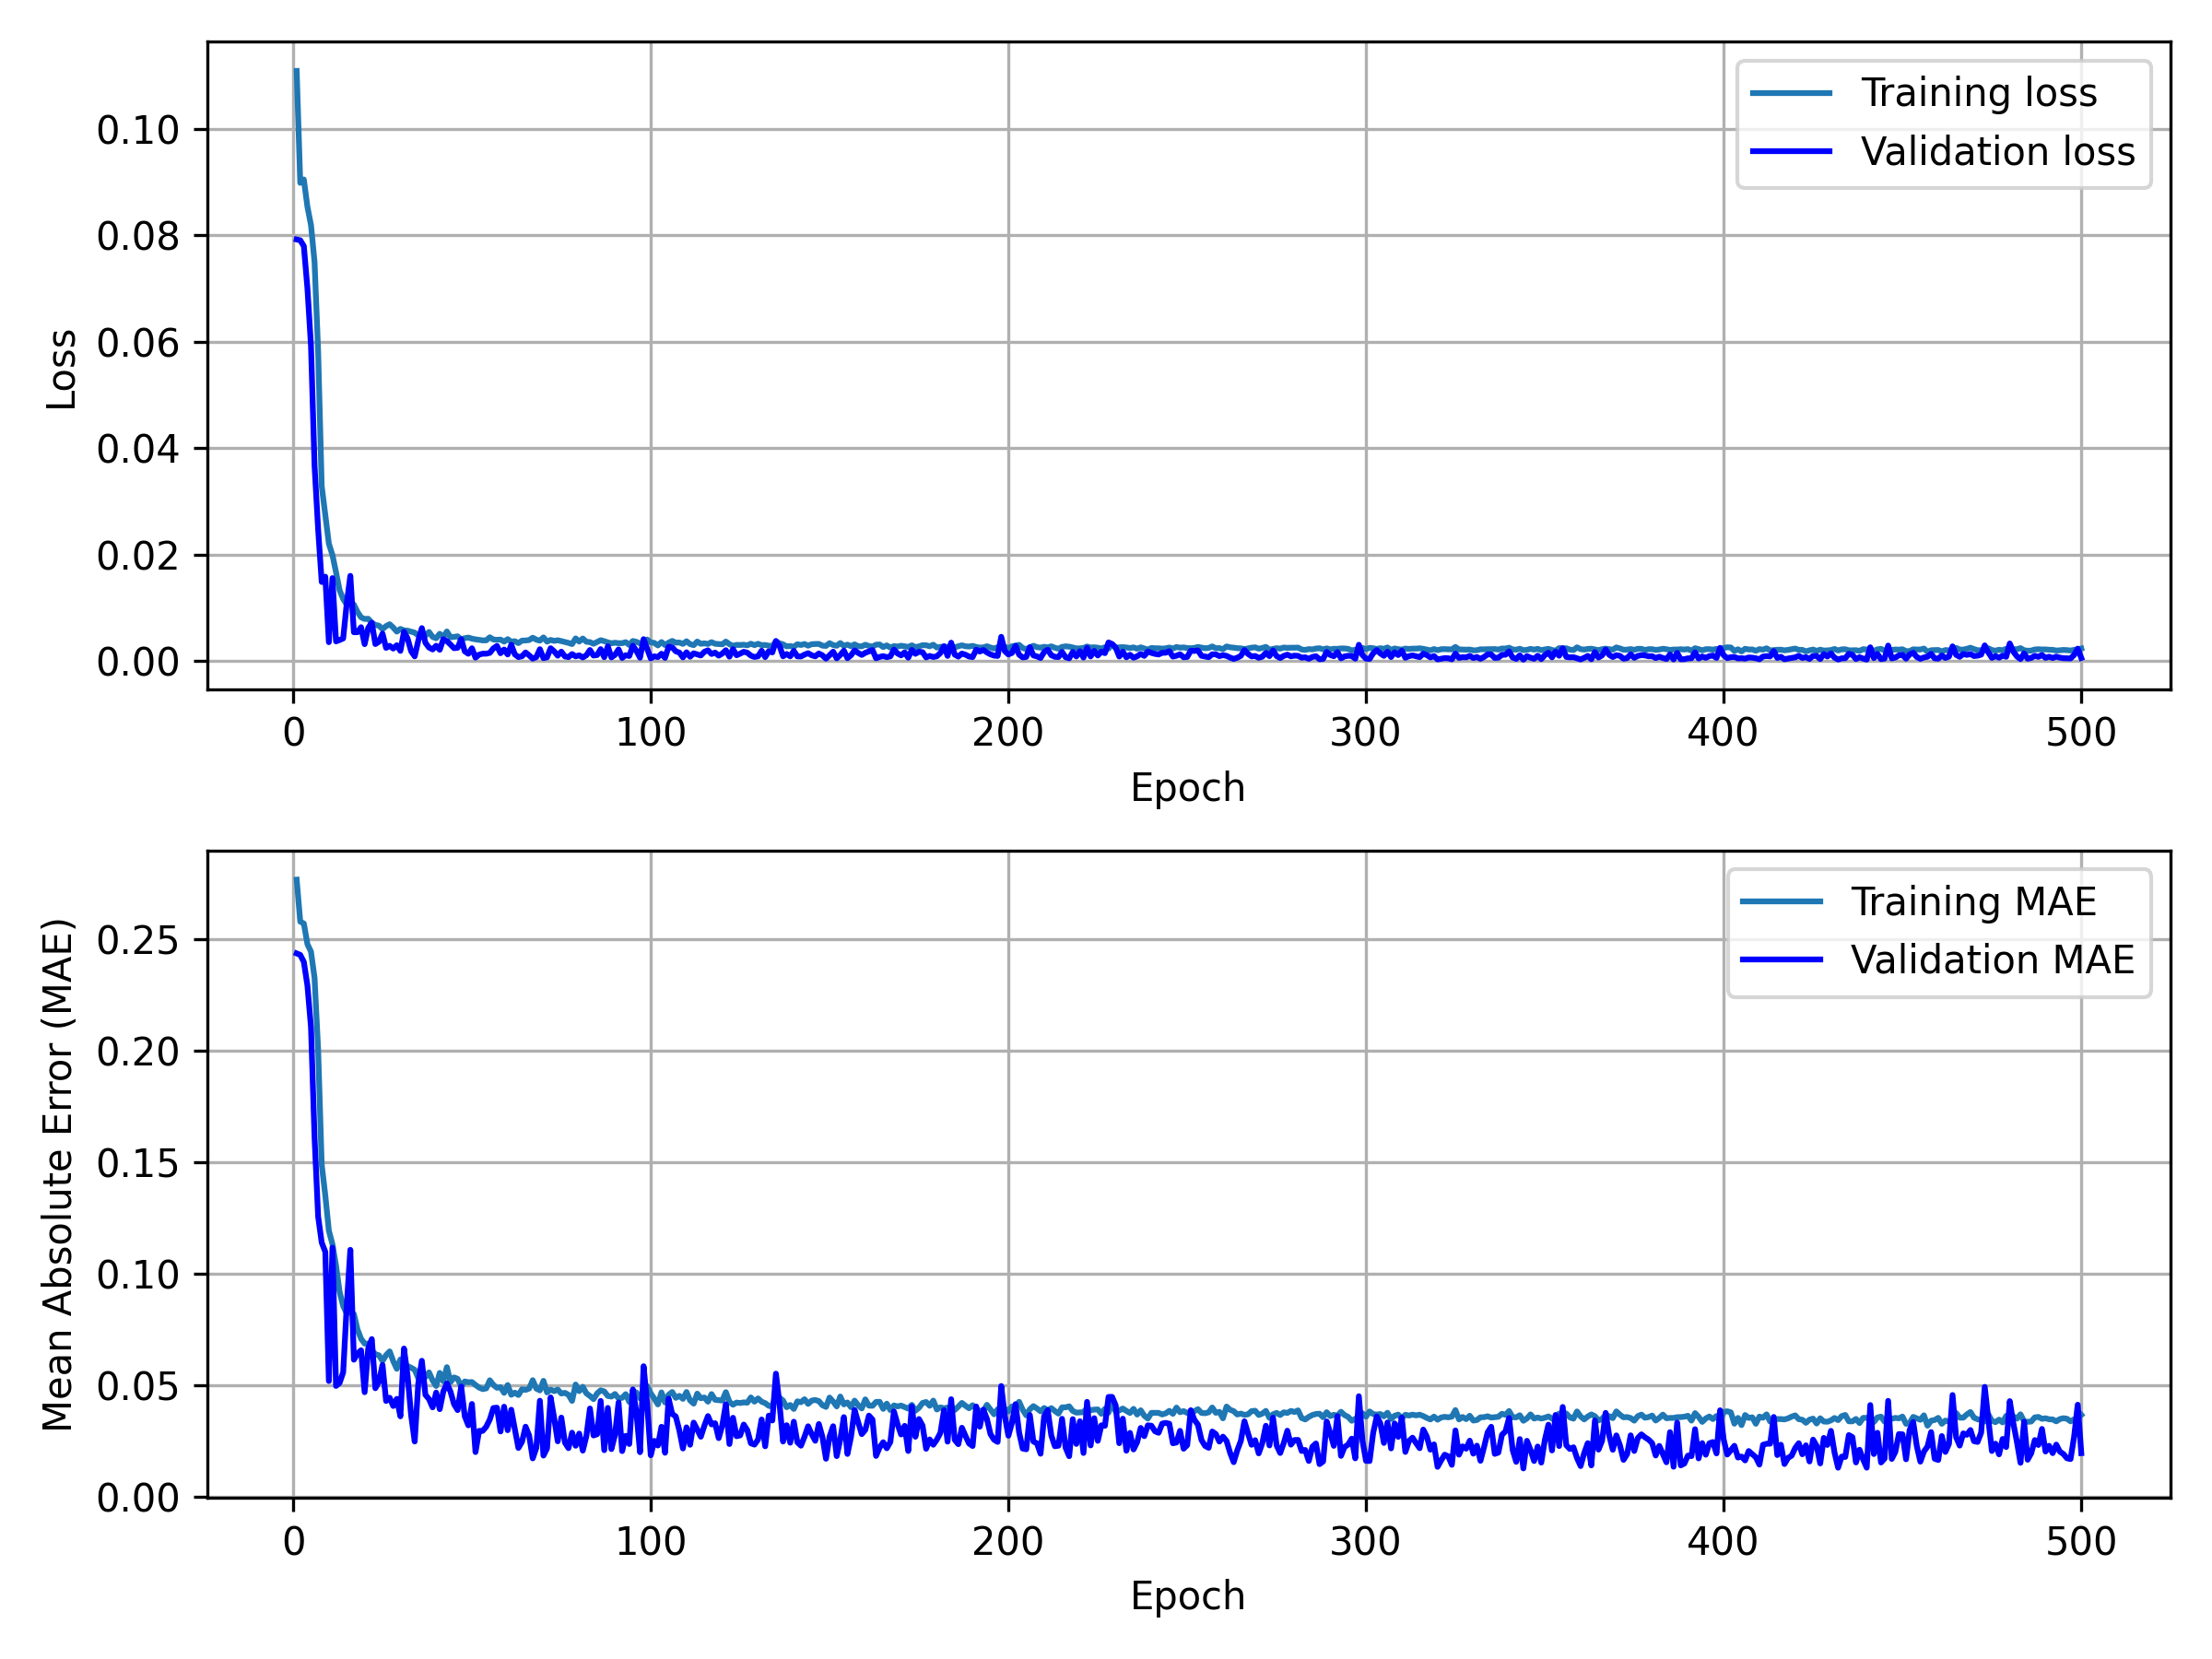 Training loss
Validation loss
0.10
0.08
0.06
0.04
0.02
0.00
Loss
0 100 200 300 400 500
Epoch
Training MAE
Validation MAE
0.25
0.20
0.15
0.10
0.05
0.00
Mean Absolute Error (MAE)
0 100 200 300 400 500
Epoch